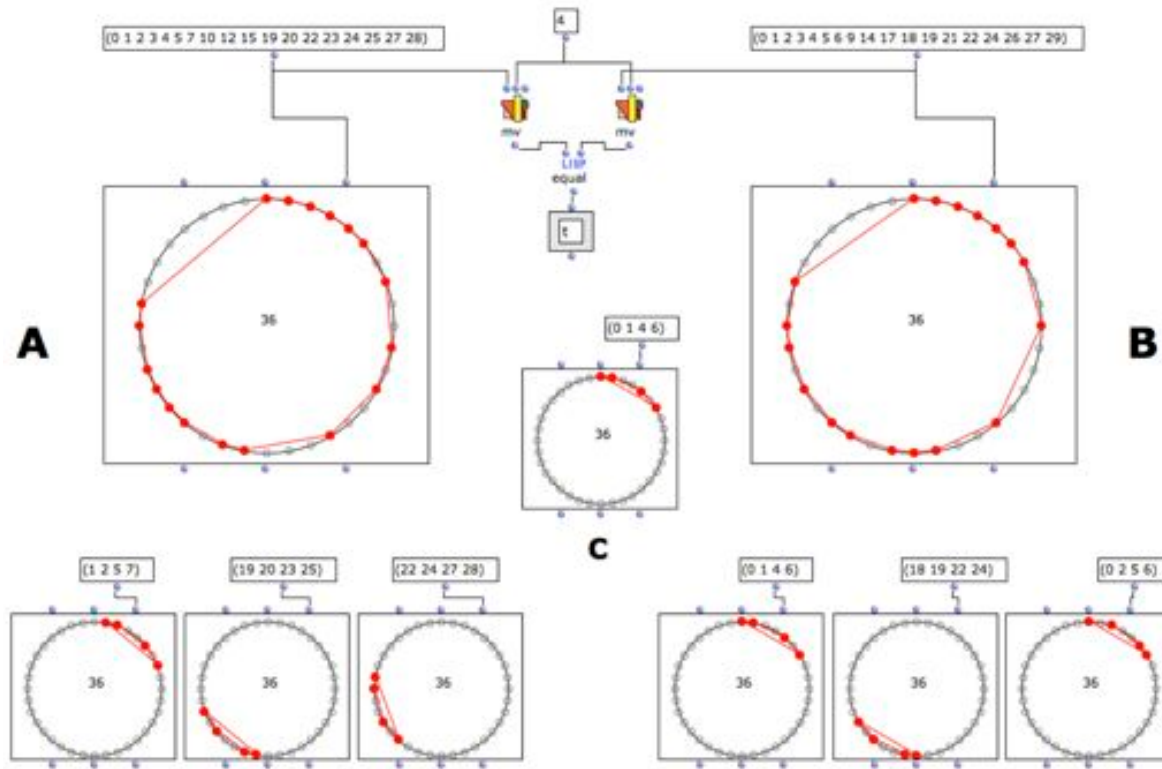 4
(0 1 2 3 4 5 7 10 12 15 19 20 22 23 24 25 27 28)
(0 1 2 3 4 5 6 9 14 17 18 19 21 22 24 26 27 29)
mv
mv
LISP
equal
t
36
36
A
B
(0 1 4 6)
36
C
(1 2 5 7)
(19 20 23 25)
(22 24 27 28)
(0 1 4 6)
(18 19 22 24)
(0 2 5 6)
36
36
36
36
36
36